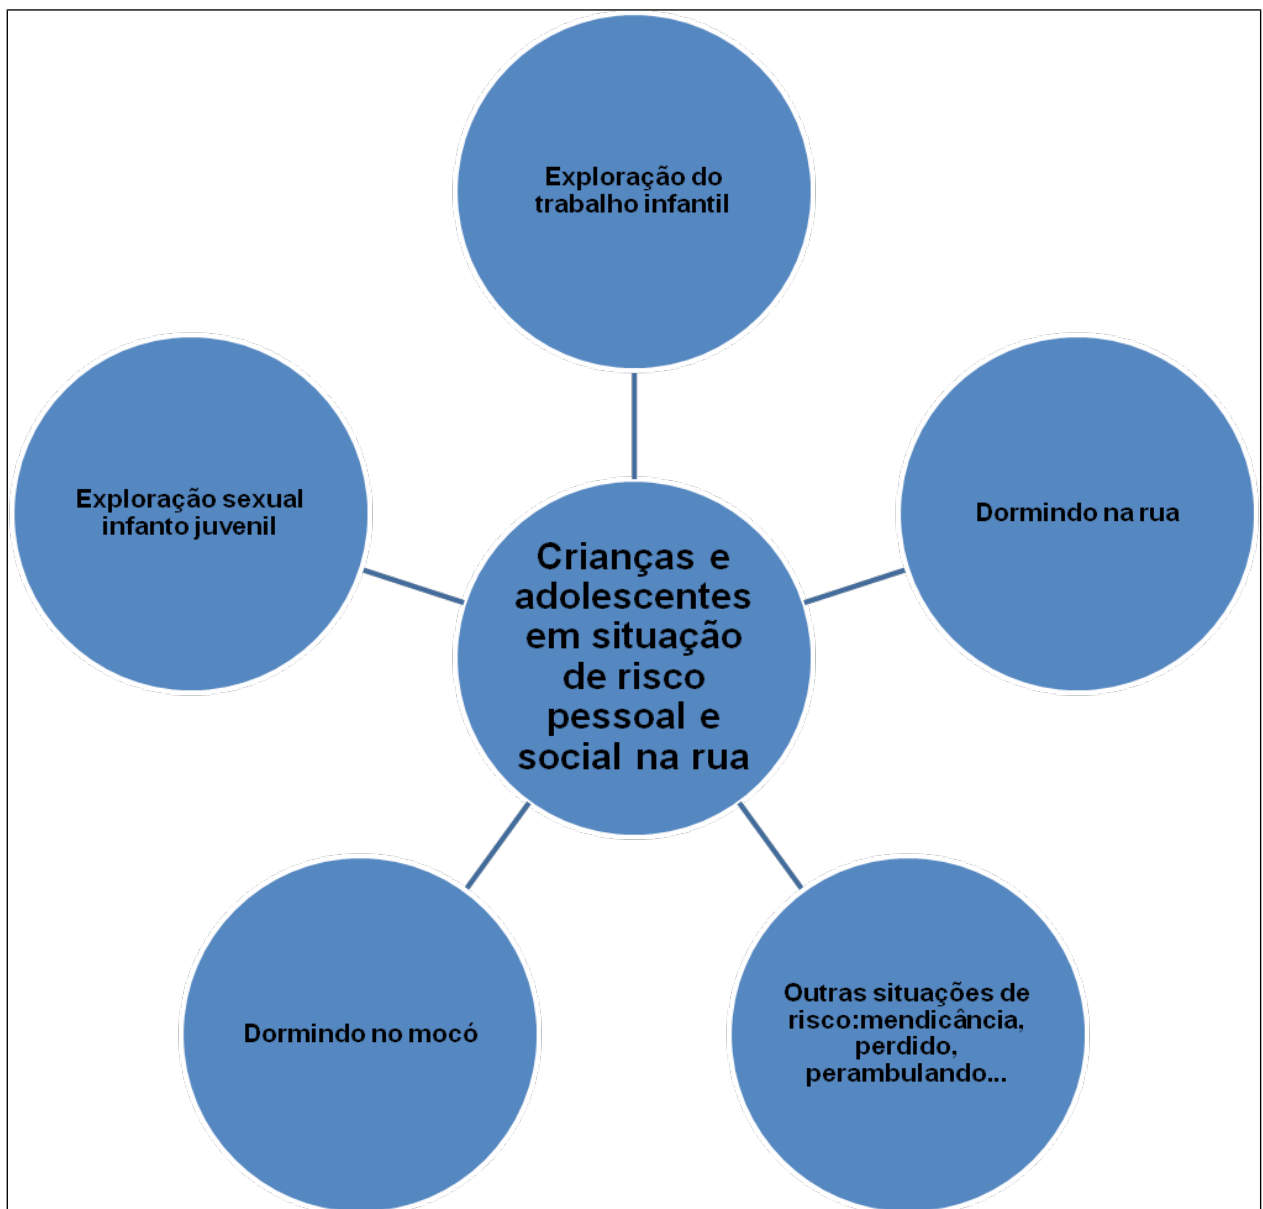 Exploração do
trabalho infantil
Exploração sexual
infanto juvenil
Dormindo na rua
Crianças e
adolescentes
em situação
de risco
pessoal e
social na rua
Dormindo no mocó
Outras situações de
risco:mendicância,
perdido,
perambulando...